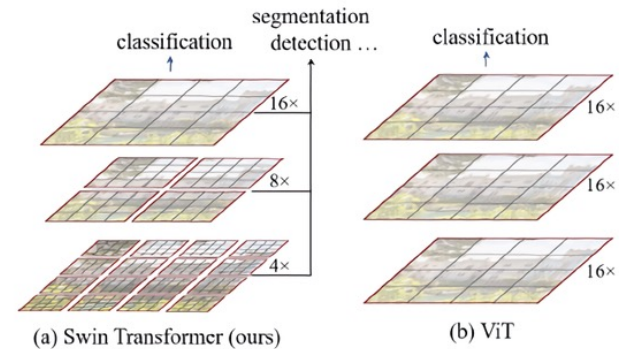 segmentation
classification
detection ...
classification
16×
8×
4×
16×
16×
16×
(a) Swin Transformer (ours)
(b) ViT